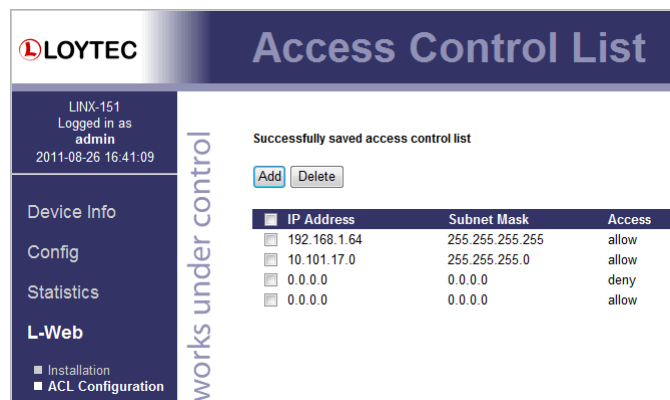 LOYTEC
Access Control List
LINX-151
Logged in as
admin
2011-08-26 16:41:09
Device Info
Config
Statistics
L-Web
Installation
ACL Configuration
works under control
Successfully saved access control list
Add Delete
IP Address Subnet Mask Access
192.168.1.64 255.255.255.255 allow
10.101.17.0 255.255.255.0 allow
0.0.0.0 0.0.0.0 deny
0.0.0.0 0.0.0.0 allow